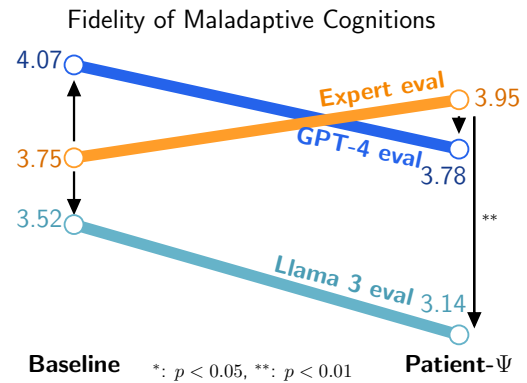 Fidelity of Maladaptive Cognitions
4.07
Expert eval
3.95
3.75
GPT-4 eval
3.78
3.52
**
Llama 3 eval
3.14
Baseline
*: p < 0.05, **: p < 0.01
Patient-Ψ